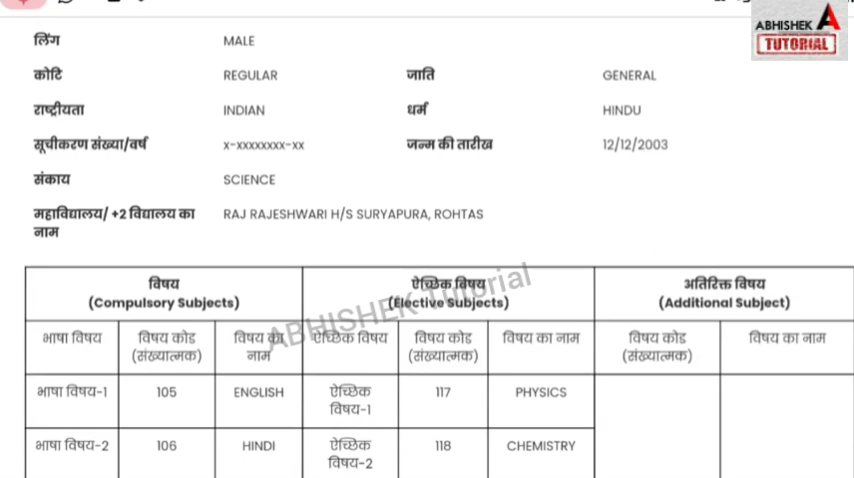 ABHISHEK A
TUTORIAL
लिंग MALE
कोटि REGULAR जाति GENERAL
राष्ट्रीयता INDIAN धर्म HINDU
सूचीकरण संख्या/वर्ष x-xxxxxxxx-xx जन्म की तारीख 12/12/2003
संकाय SCIENCE
महाविद्यालय/ +2 विद्यालय का RAJ RAJESHWARI H/S SURYAPURA, ROHTAS
नाम
विषय ऐच्छिक विषय अतिरिक्त विषय
(Compulsory Subjects) (Elective Subjects) (Additional Subject)
भाषा विषय विषय कोड विषय का ऐच्छिक विषय विषय कोड विषय का नाम विषय कोड विषय का नाम
(संख्यात्मक) नाम (संख्यात्मक) (संख्यात्मक)
भाषा विषय-1 105 ENGLISH ऐच्छिक 117 PHYSICS
विषय-1
भाषा विषय-2 106 HINDI ऐच्छिक 118 CHEMISTRY
विषय-2
ABHISHEK Tutorial